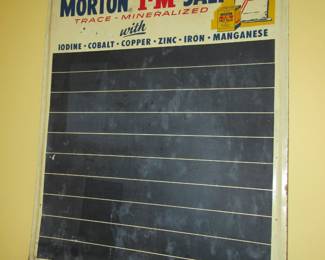 MORTON T-M SALT
TRACE-MINERALIZED
with
IODINE • COBALT • COPPER • ZINC • IRON • MANGANESE